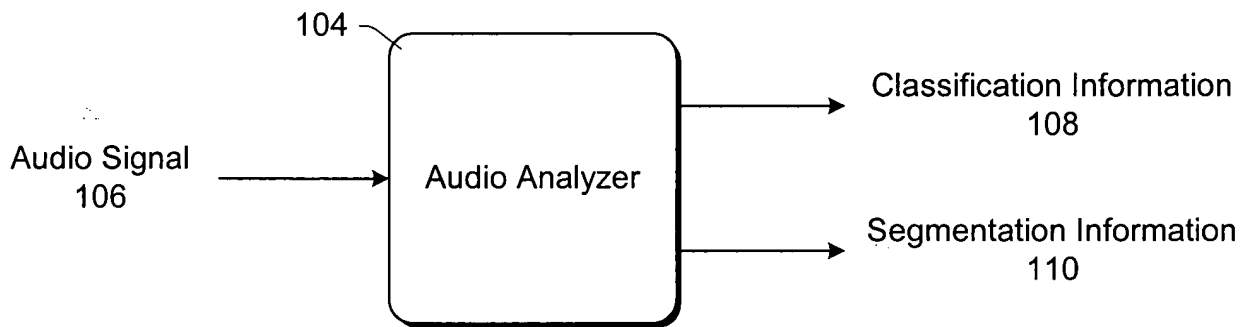 104
Audio Signal
106
Audio Analyzer
Classification Information
108
Segmentation Information
110